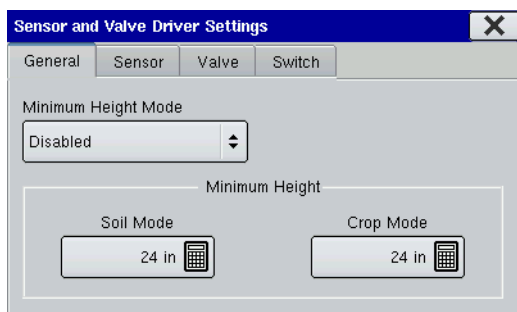 Sensor and Valve Driver Settings
General Sensor Valve Switch
Minimum Height Mode
Disabled
Minimum Height
Soil Mode Crop Mode
24 in 24 in